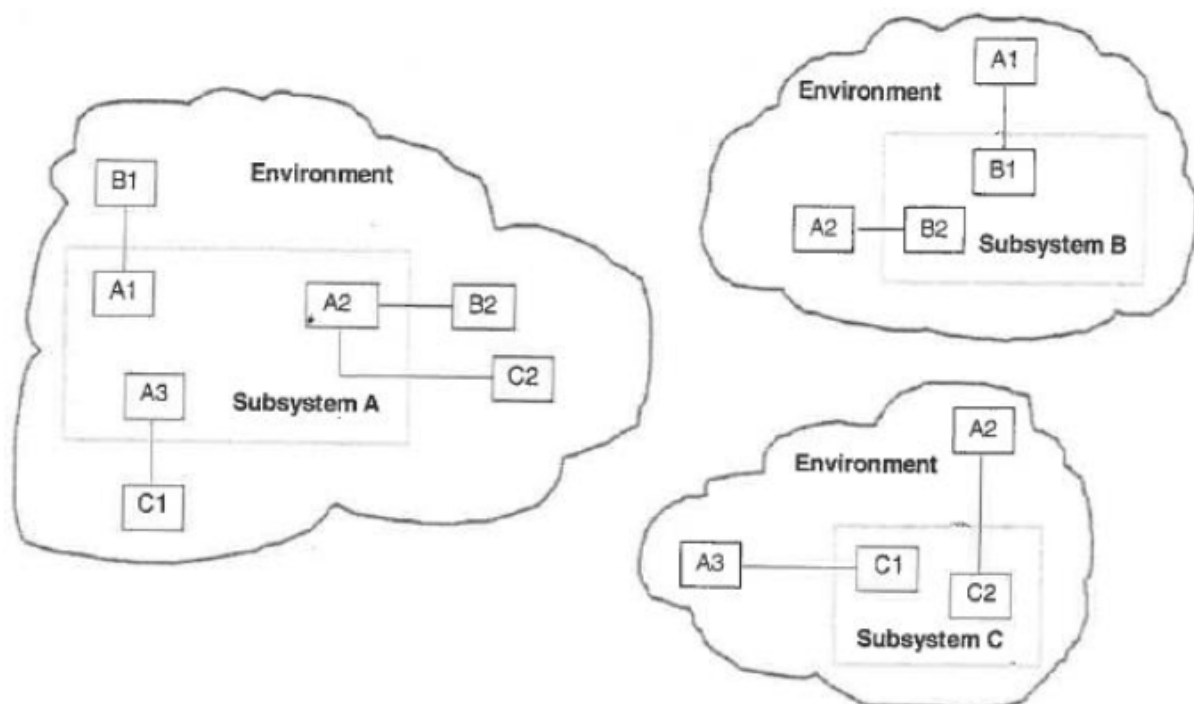 Environment
B1
A1
A2
B2
C2
A3
Subsystem A
C1
A1
Environment
B1
A2
B2
Subsystem B
A2
Environment
A3
C1
C2
Subsystem C